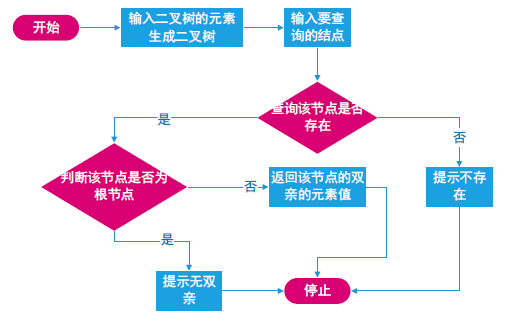 开始
输入二叉树的元素
生成二叉树
输入要查
询的结点
查询该节点是否
存在
是
否
判断该节点是否为
根节点
否
返回该节点的双
亲的元素值
提示不存
在
是
提示无双
亲
停止